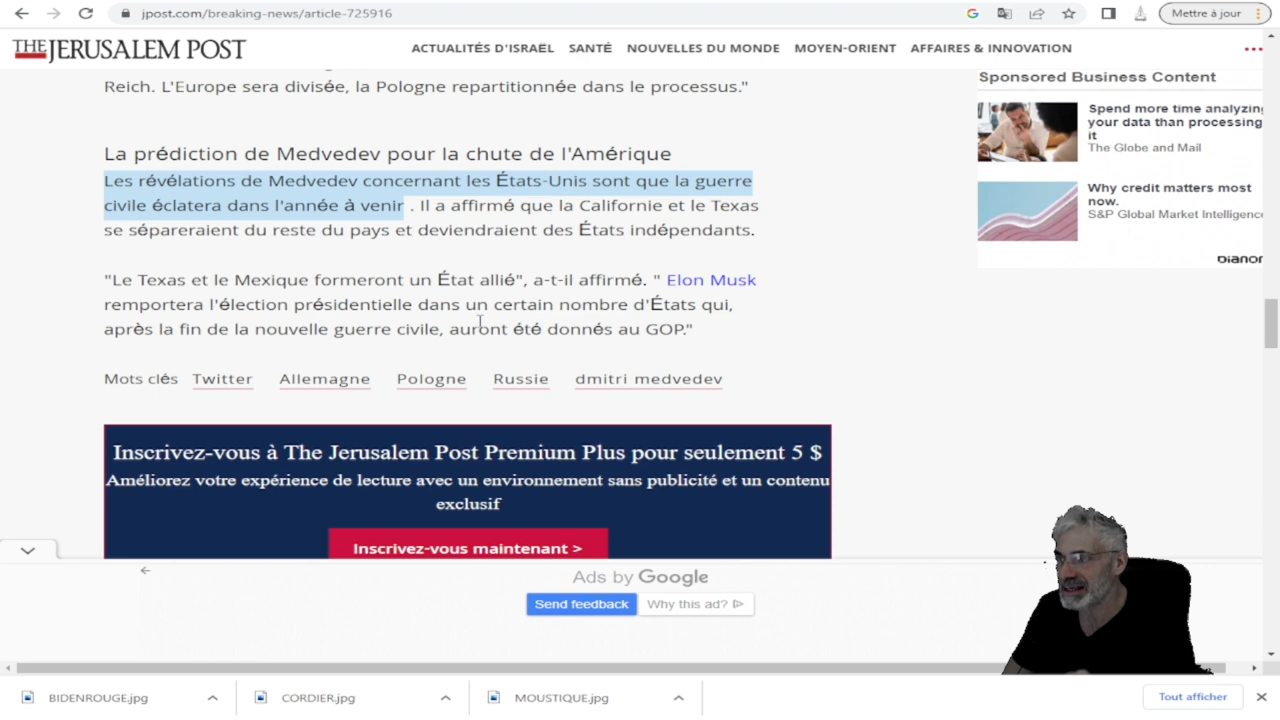 jpost.com/breaking-news/article-725916
Mettre à jour
THE JERUSALEM POST
ACTUALITÉS D'ISRAËL SANTÉ NOUVELLES DU MONDE MOYEN-ORIENT AFFAIRES & INNOVATION
Reich. L'Europe sera divisée, la Pologne repartitionnée dans le processus."
La prédiction de Medvedev pour la chute de l'Amérique
Les révélations de Medvedev concernant les États-Unis sont que la guerre
civile éclatera dans l'année à venir . Il a affirmé que la Californie et le Texas
se sépareraient du reste du pays et deviendraient des États indépendants.
"Le Texas et le Mexique formeront un État allié", a-t-il affirmé. " Elon Musk
remportera l'élection présidentielle dans un certain nombre d'États qui,
après la fin de la nouvelle guerre civile, auront été donnés au GOP."
Mots clés Twitter Allemagne Pologne Russie dmitri medvedev
Inscrivez-vous à The Jerusalem Post Premium Plus pour seulement 5 $
Améliorez votre expérience de lecture avec un environnement sans publicité et un contenu
exclusif
Inscrivez-vous maintenant >
Sponsored Business Content
Spend more time analyzing
your data than processing
it
The Globe and Mail
Why credit matters most
now.
S&P Global Market Intelligence
Ads by Google
Send feedback
Why this ad?
BIDENROUGE.jpg
CORDIER.jpg
MOUSTIQUE.jpg
Tout afficher